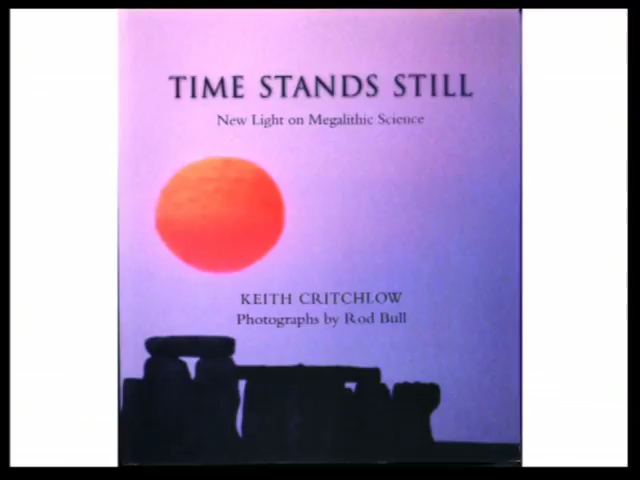 TIME STANDS STILL
New Light on Megalithic Science
KEITH CRITCHLOW
Photographs by Rod Bull